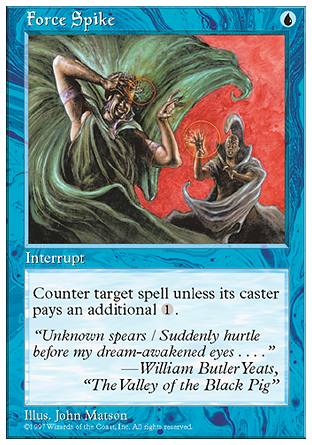 Force Spike
Interrupt
Counter target spell unless its caster
pays an additional 1.
"Unknown spears / Suddenly hurtle
before my dream-awakened eyes . . . ."
—William Butler Yeats,
"The Valley of the Black Pig"
Illus. John Matson
©1997 Wizards of the Coast, Inc. All rights reserved.